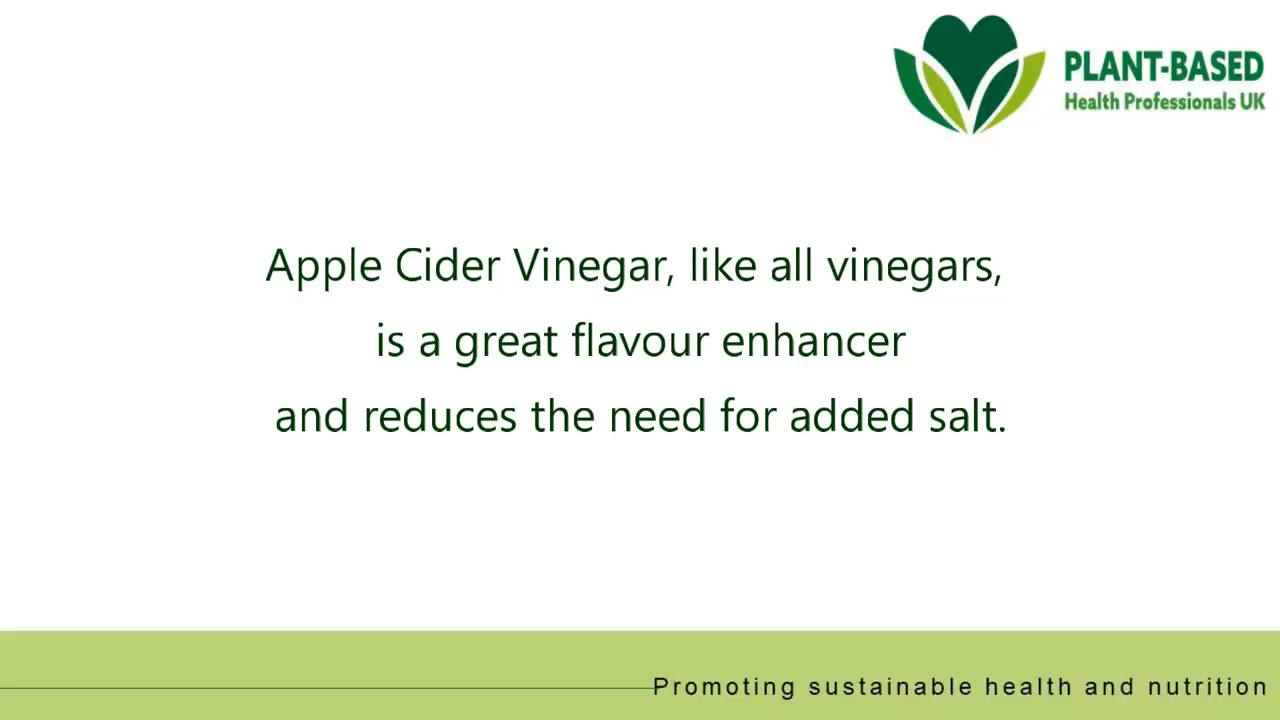 PLANT-BASED
Health Professionals UK
Apple Cider Vinegar, like all vinegars,
is a great flavour enhancer
and reduces the need for added salt.
Promoting sustainable health and nutrition